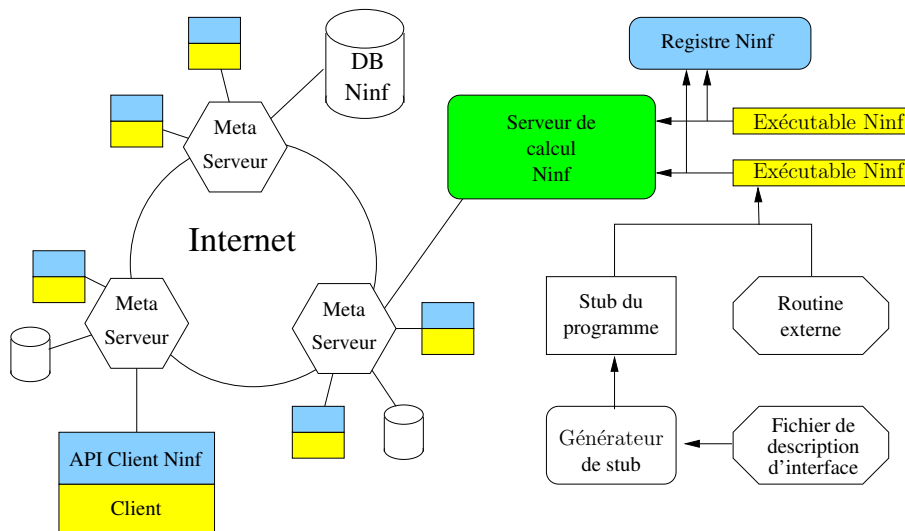 DB
Ninf
Meta
Serveur
Internet
Meta
Serveur
Meta
Serveur
API Client Ninf
Client
Registre Ninf
Serveur de
calcul
Ninf
Exécutable Ninf
Exécutable Ninf
Stub du
programme
Routine
externe
Générateur
de stub
Fichier de
description
d'interface